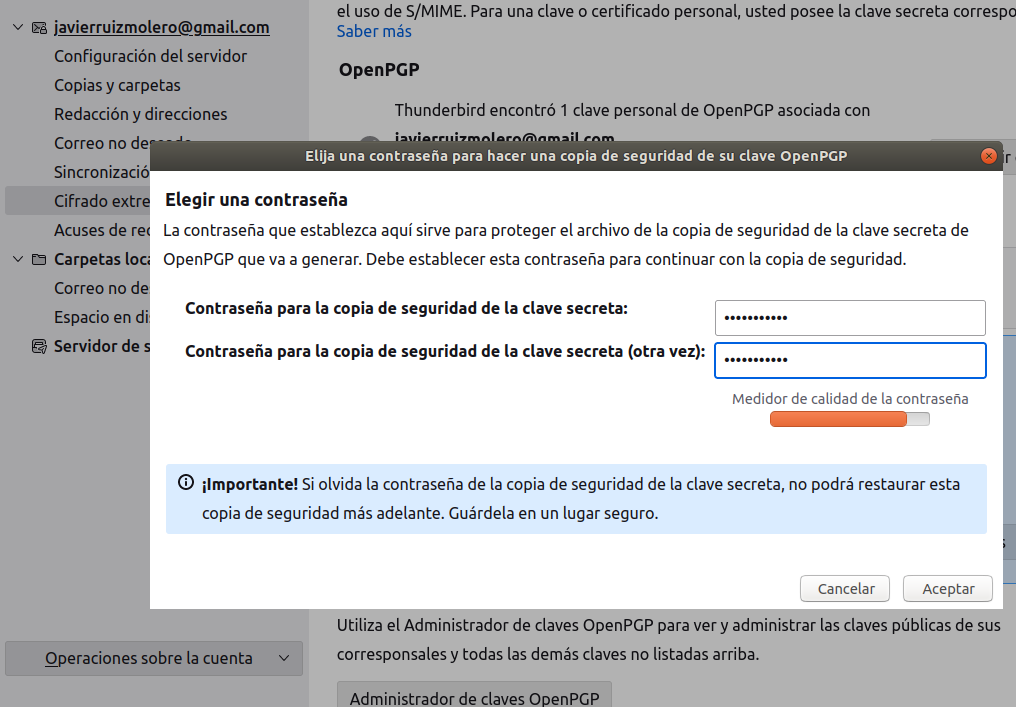 javierruizmolero@gmail.com
Configuración del servidor
Copias y carpetas
Redacción y direcciones
Correo no deseado
Sincronizació
Cifrado extre
Acuses de rec
Carpetas loca
Correo no de
Espacio en di
Servidor de s
Operaciones sobre la cuenta
el uso de S/MIME. Para una clave o certificado personal, usted posee la clave secreta correspo
Saber más
OpenPGP
Thunderbird encontró 1 clave personal de OpenPGP asociada con
javierruizmolero@gmail.com
Elija una contraseña para hacer una copia de seguridad de su clave OpenPGP
Elegir una contraseña
La contraseña que establezca aquí sirve para proteger el archivo de la copia de seguridad de la clave secreta de
OpenPGP que va a generar. Debe establecer esta contraseña para continuar con la copia de seguridad.
Contraseña para la copia de seguridad de la clave secreta:
•••••••••••
Contraseña para la copia de seguridad de la clave secreta (otra vez):
•••••••••••
Medidor de calidad de la contraseña
¡Importante! Si olvida la contraseña de la copia de seguridad de la clave secreta, no podrá restaurar esta
copia de seguridad más adelante. Guárdela en un lugar seguro.
Cancelar
Aceptar
Utiliza el Administrador de claves OpenPGP para ver y administrar las claves públicas de sus
corresponsales y todas las demás claves no listadas arriba.
Administrador de claves OpenPGP